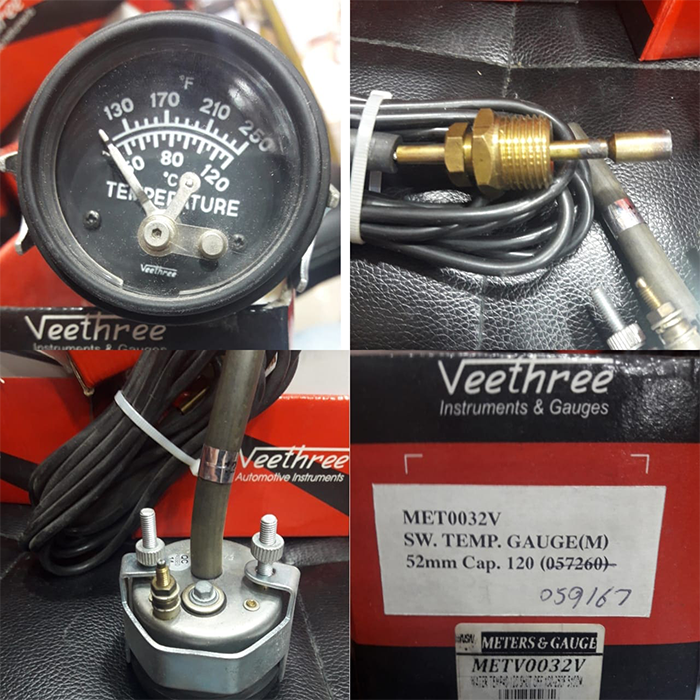 °F
130 170 210 250
80 120
°C
TEMPERATURE
Veethree
Veethree
Instruments & Gauges
Veethree
Automotive Instruments
Veethree
Instruments & Gauges
MET0032V
SW. TEMP. GAUGE(M)
52mm Cap. 120 (057260)
059167
METERS & GAUGE
METV0032V